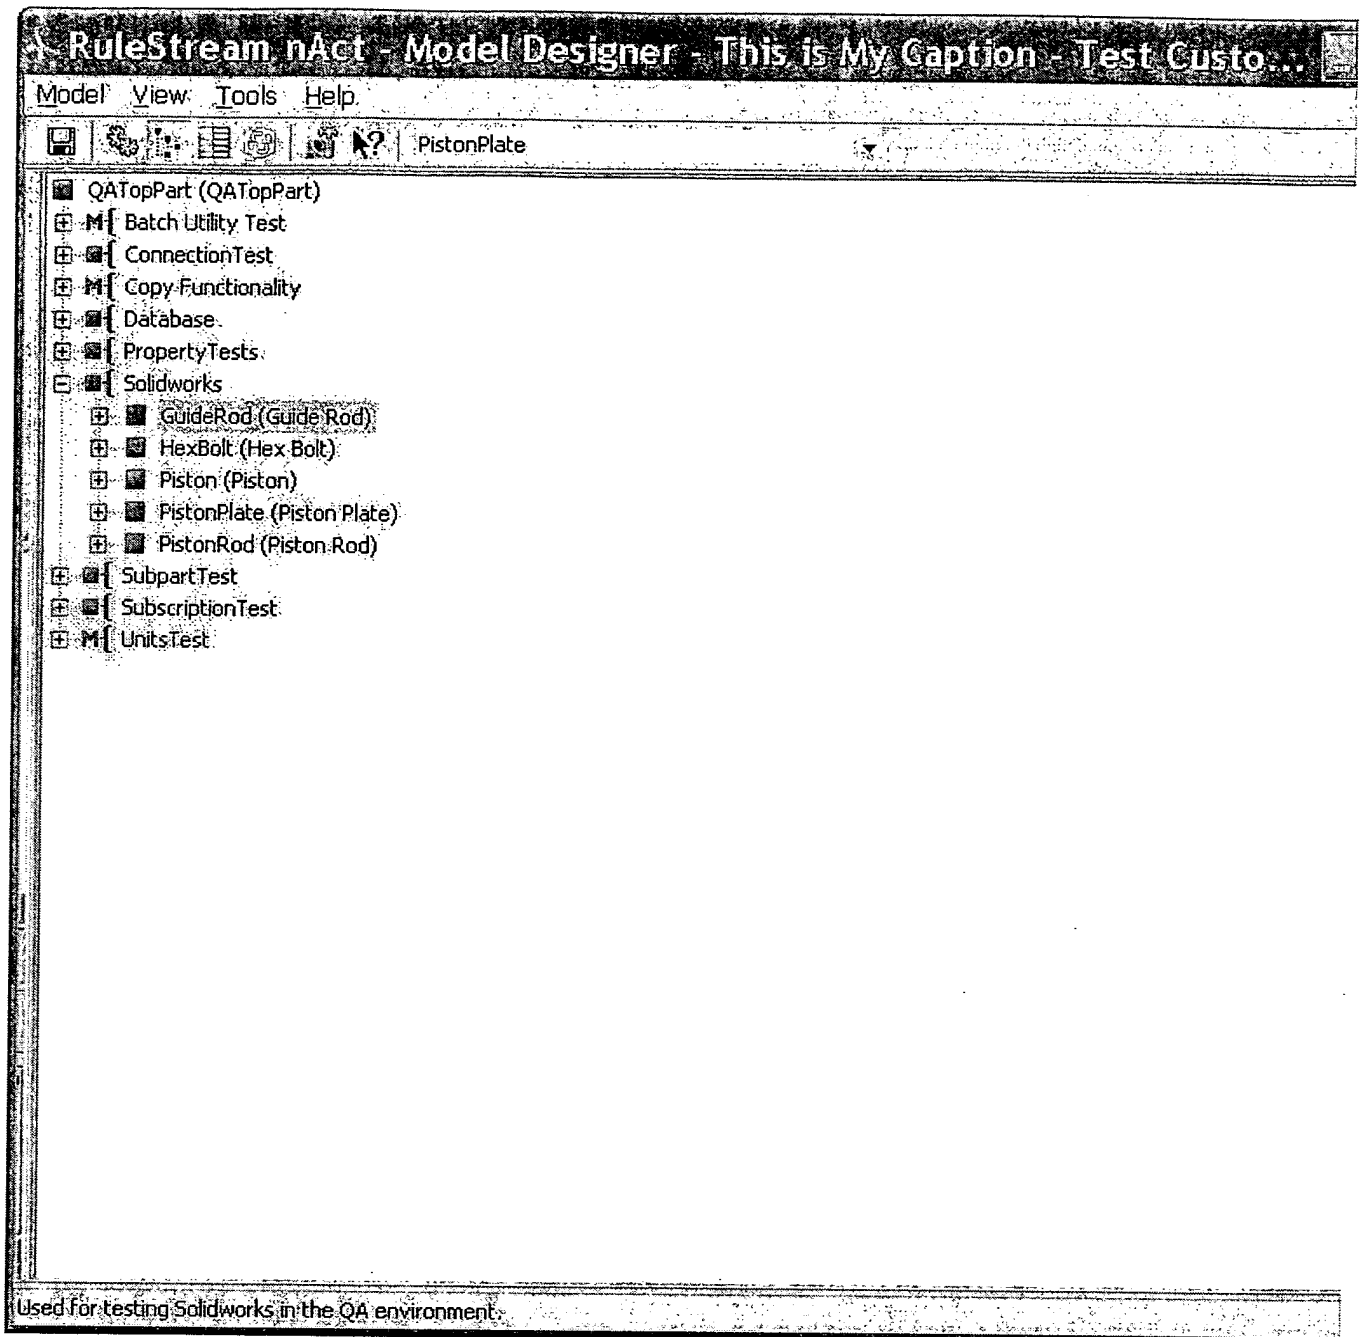 RuleStream nAct - Model Designer - This is My Caption - Test Custo...
Model View Tools Help
PistonPlate
QATopPart (QATopPart)
M{ Batch Utility Test
{ ConnectionTest
M{ Copy Functionality
{ Database
{ PropertyTests
{ Solidworks
GuideRod (Guide Rod)
HexBolt (Hex Bolt)
Piston (Piston)
PistonPlate (Piston Plate)
PistonRod (Piston Rod)
{ SubpartTest
{ SubscriptionTest
M{ UnitsTest
Used for testing Solidworks in the QA environment.